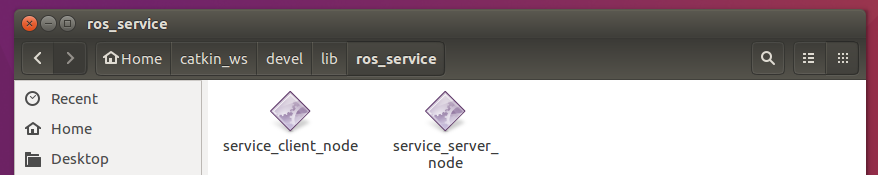 ros_service
Home catkin_ws devel lib ros_service
Recent
Home
Desktop
service_client_node
service_server_
node